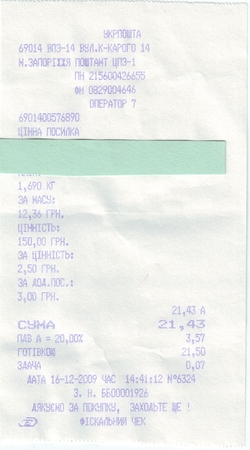 УКРПОШТА
69014 ВПЗ-14 ВУЛ.К-КАРОГО 14
М.ЗАПОРІЖЖЯ ПОШТАМТ ЦПЗ-1
ПН 215600426655
ФН 0829004646
ОПЕРАТОР 7
6901400576890
ЦІННА ПОСИЛКА
1,690 КГ
ЗА МАСУ:
12,36 ГРН.
ЦІННІСТЬ:
150,00 ГРН.
ЗА ЦІННІСТЬ:
2,50 ГРН.
ЗА ДОД.ПОС.:
3,00 ГРН.
21,43 А
СУМА 21,43
ПДВ А = 20,00% 3,57
ГОТІВКОЮ 21,50
ЗДАЧА 0,07
ДАТА 16-12-2009 ЧАС 14:41:12 №6324
З. Н. ББ00001926
ДЯКУЄМО ЗА ПОКУПКУ, ЗАХОДЬТЕ ЩЕ !
ФІСКАЛЬНИЙ ЧЕК